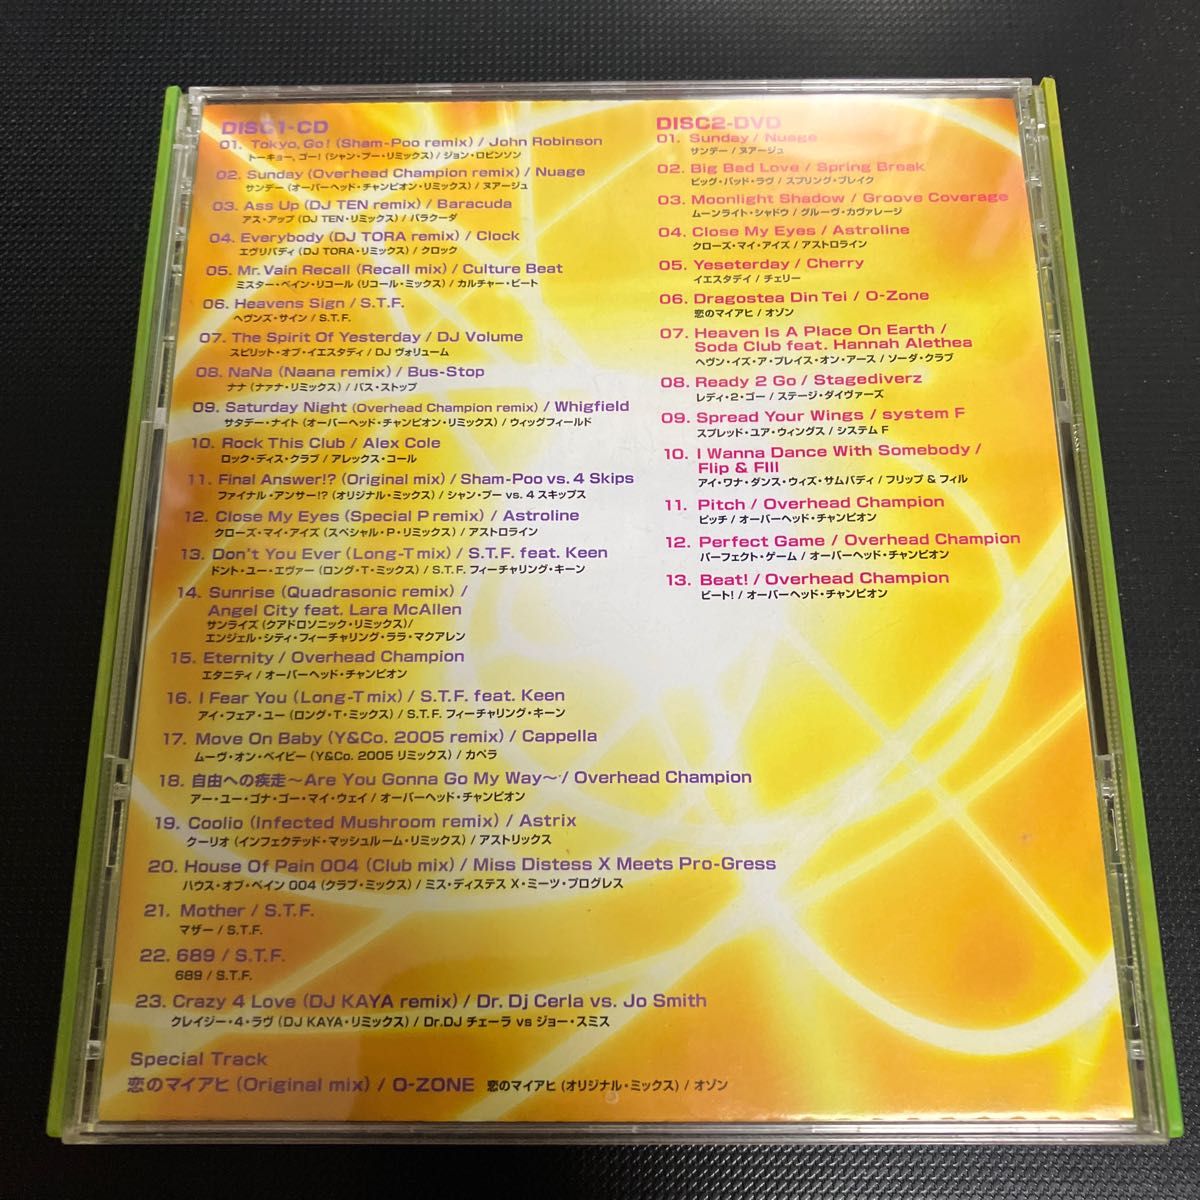 DISC1-CD
01. Tokyo, Go! (Sham-Poo remix) / John Robinson
トーキョー、ゴー! (シャン・プー・リミックス) / ジョン・ロビンソン
02. Sunday (Overhead Champion remix) / Nuage
サンデー (オーバーヘッド・チャンピオン・リミックス) / ヌアージュ
03. Ass Up (DJ TEN remix) / Baracuda
アス・アップ (DJ TEN・リミックス) / バラクーダ
04. Everybody (DJ TORA remix) / Clock
エヴリバディ (DJ TORA・リミックス) / クロック
05. Mr. Vain Recall (Recall mix) / Culture Beat
ミスター・ベイン・リコール (リコール・ミックス) / カルチャー・ビート
06. Heavens Sign / S.T.F.
ヘヴンズ・サイン / S.T.F.
07. The Spirit Of Yesterday / DJ Volume
スピリット・オブ・イエスタディ / DJ ヴォリューム
08. NaNa (Naana remix) / Bus-Stop
ナナ (ナァナ・リミックス) / バス・ストップ
09. Saturday Night (Overhead Champion remix) / Whigfield
サタデー・ナイト (オーバーヘッド・チャンピオン・リミックス) / ウィッグフィールド
10. Rock This Club / Alex Cole
ロック・ディス・クラブ / アレックス・コール
11. Final Answer!? (Original mix) / Sham-Poo vs. 4 Skips
ファイナル・アンサー!? (オリジナル・ミックス) / シャン・プー vs. 4 スキップス
12. Close My Eyes (Special P remix) / Astroline
クローズ・マイ・アイズ (スペシャル・P・リミックス) / アストロライン
13. Don't You Ever (Long-T mix) / S.T.F. feat. Keen
ドント・ユー・エヴァー (ロング・T・ミックス) / S.T.F. フィーチャリング・キーン
14. Sunrise (Quadrasonic remix) /
Angel City feat. Lara McAllen
サンライズ (クアドロソニック・リミックス)/
エンジェル・シティ・フィーチャリング・ララ・マクアレン
15. Eternity / Overhead Champion
エタニティ / オーバーヘッド・チャンピオン
16. I Fear You (Long-T mix) / S.T.F. feat. Keen
アイ・フェア・ユー (ロング・T・ミックス) / S.T.F. フィーチャリング・キーン
17. Move On Baby (Y&Co. 2005 remix) / Cappella
ムーヴ・オン・ベイビー (Y&Co. 2005 リミックス) / カペラ
18. 自由への疾走～Are You Gonna Go My Way～ / Overhead Champion
アー・ユー・ゴナ・ゴー・マイ・ウェイ / オーバーヘッド・チャンピオン
19. Coolio (Infected Mushroom remix) / Astrix
クーリオ (インフェクテッド・マッシュルーム・リミックス) / アストリックス
20. House Of Pain 004 (Club mix) / Miss Distess X Meets Pro-Gress
ハウス・オブ・ペイン 004 (クラブ・ミックス) / ミス・ディステス X・ミーツ・プログレス
21. Mother / S.T.F.
マザー / S.T.F.
22. 689 / S.T.F.
689 / S.T.F.
23. Crazy 4 Love (DJ KAYA remix) / Dr. Dj Cerla vs. Jo Smith
クレイジー・4・ラヴ (DJ KAYA・リミックス) / Dr.DJ チェーラ vs ジョー・スミス
Special Track
恋のマイアヒ (Original mix) / O-ZONE 恋のマイアヒ (オリジナル・ミックス) / オゾン
DISC2-DVD
01. Sunday / Nuage
サンデー / ヌアージュ
02. Big Bad Love / Spring Break
ビッグ・バッド・ラヴ / スプリング・ブレイク
03. Moonlight Shadow / Groove Coverage
ムーンライト・シャドウ / グルーヴ・カヴァレージ
04. Close My Eyes / Astroline
クローズ・マイ・アイズ / アストロライン
05. Yeseterday / Cherry
イエスタデイ / チェリー
06. Dragostea Din Tei / O-Zone
恋のマイアヒ / オゾン
07. Heaven Is A Place On Earth /
Soda Club feat. Hannah Alethea
ヘヴン・イズ・ア・プレイス・オン・アース / ソーダ・クラブ
08. Ready 2 Go / Stagediverz
レディ・2・ゴー / ステージ・ダイヴァーズ
09. Spread Your Wings / system F
スプレッド・ユア・ウィングス / システム F
10. I Wanna Dance With Somebody /
Flip & FIll
アイ・ワナ・ダンス・ウィズ・サムバディ / フリップ & フィル
11. Pitch / Overhead Champion
ピッチ / オーバーヘッド・チャンピオン
12. Perfect Game / Overhead Champion
パーフェクト・ゲーム / オーバーヘッド・チャンピオン
13. Beat! / Overhead Champion
ビート! / オーバーヘッド・チャンピオン